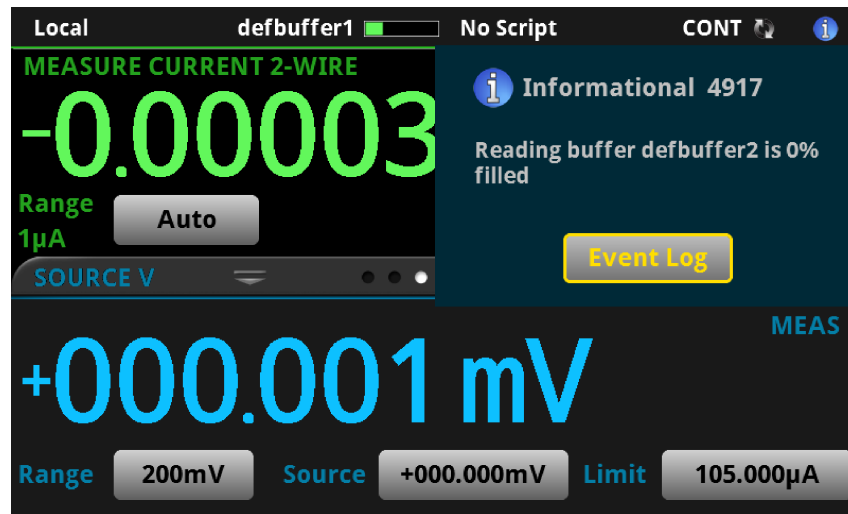 Local defbuffer1 No Script CONT
MEASURE CURRENT 2-WIRE
-0.00003
Range
1µA
Auto
Informational 4917
Reading buffer defbuffer2 is 0%
filled
Event Log
SOURCE V
MEAS
+000.001 mV
Range 200mV Source +000.000mV Limit 105.000µA